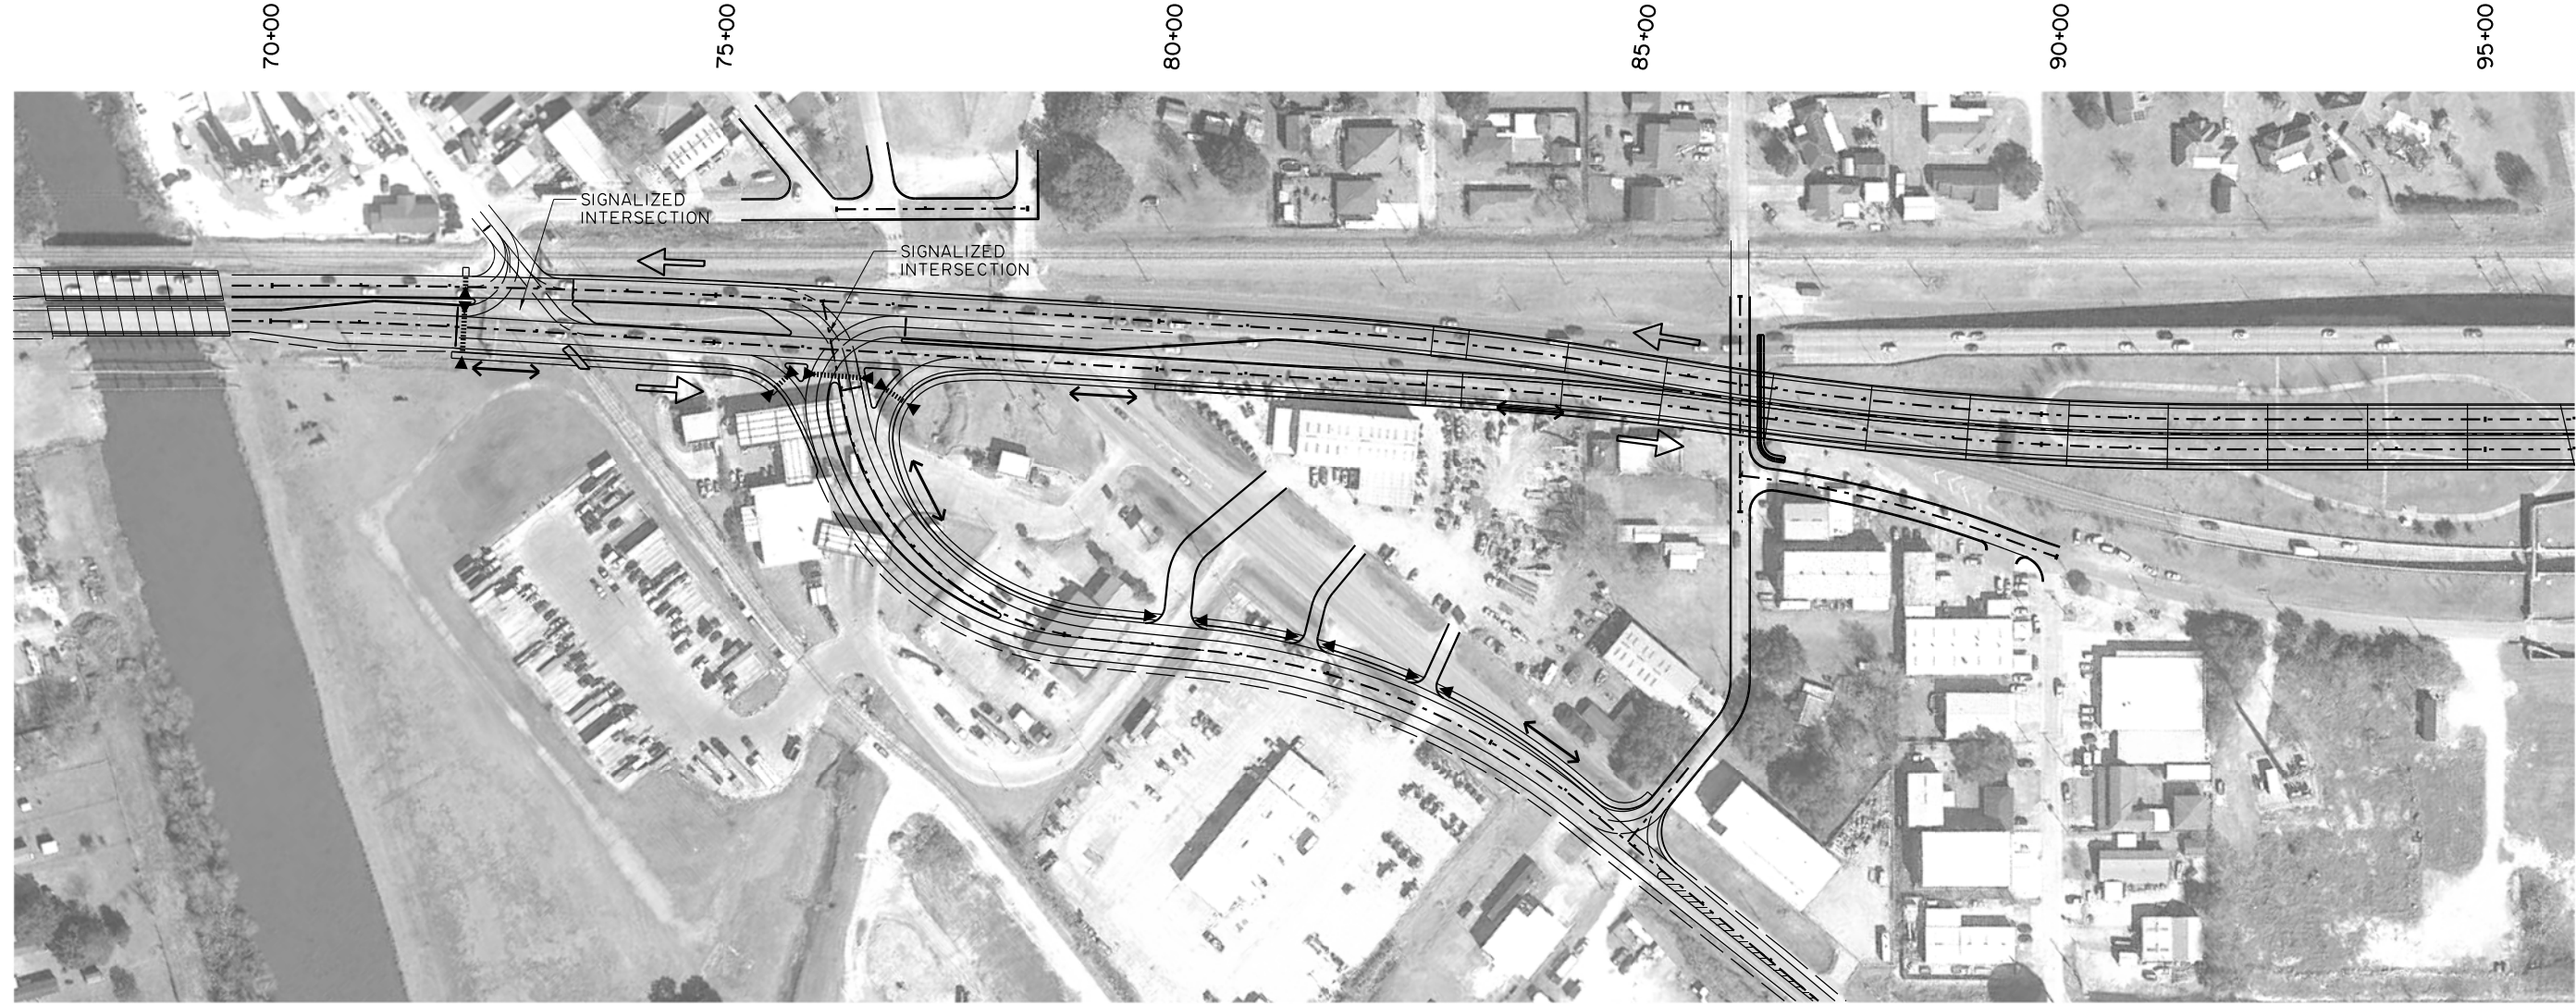 70+00
75+00
80+00
85+00
90+00
95+00
SIGNALIZED
INTERSECTION
SIGNALIZED
INTERSECTION